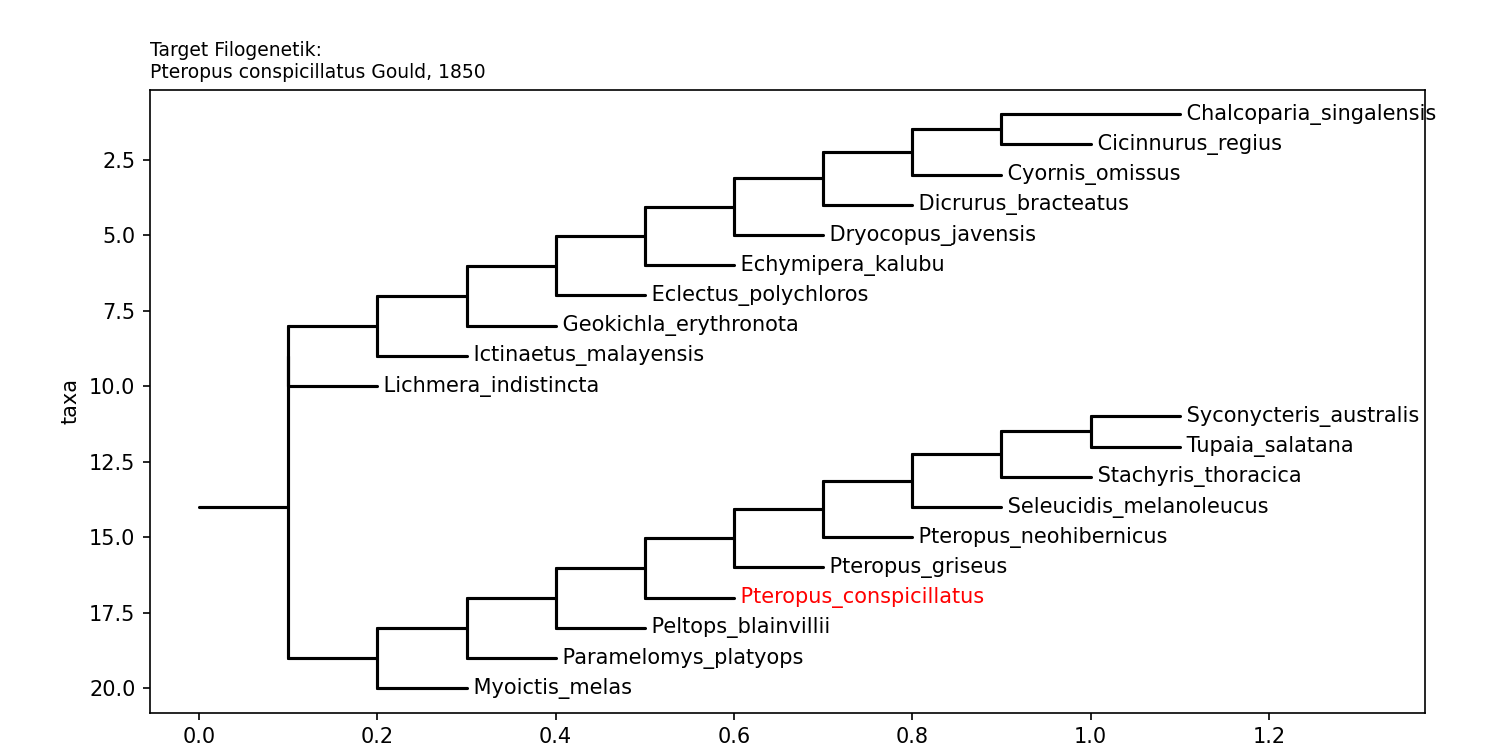 Target Filogenetik:
Pteropus conspicillatus Gould, 1850
Chalcoparia_singalensis
Cicinnurus_regius
2.5
Cyornis_omissus
Dicrurus_bracteatus
5.0
Dryocopus_javensis
Echymipera_kalubu
Eclectus_polychloros
7.5
Geokichla_erythronota
Ictinaetus_malayensis
10.0
Lichmera_indistincta
taxa
Syconycteris_australis
Tupaia_salatana
12.5
Stachyris_thoracica
Seleucidis_melanoleucus
15.0
Pteropus_neohibernicus
Pteropus_griseus
Pteropus_conspicillatus
17.5
Peltops_blainvillii
Paramelomys_platyops
20.0
Myoictis_melas
0.0 0.2 0.4 0.6 0.8 1.0 1.2